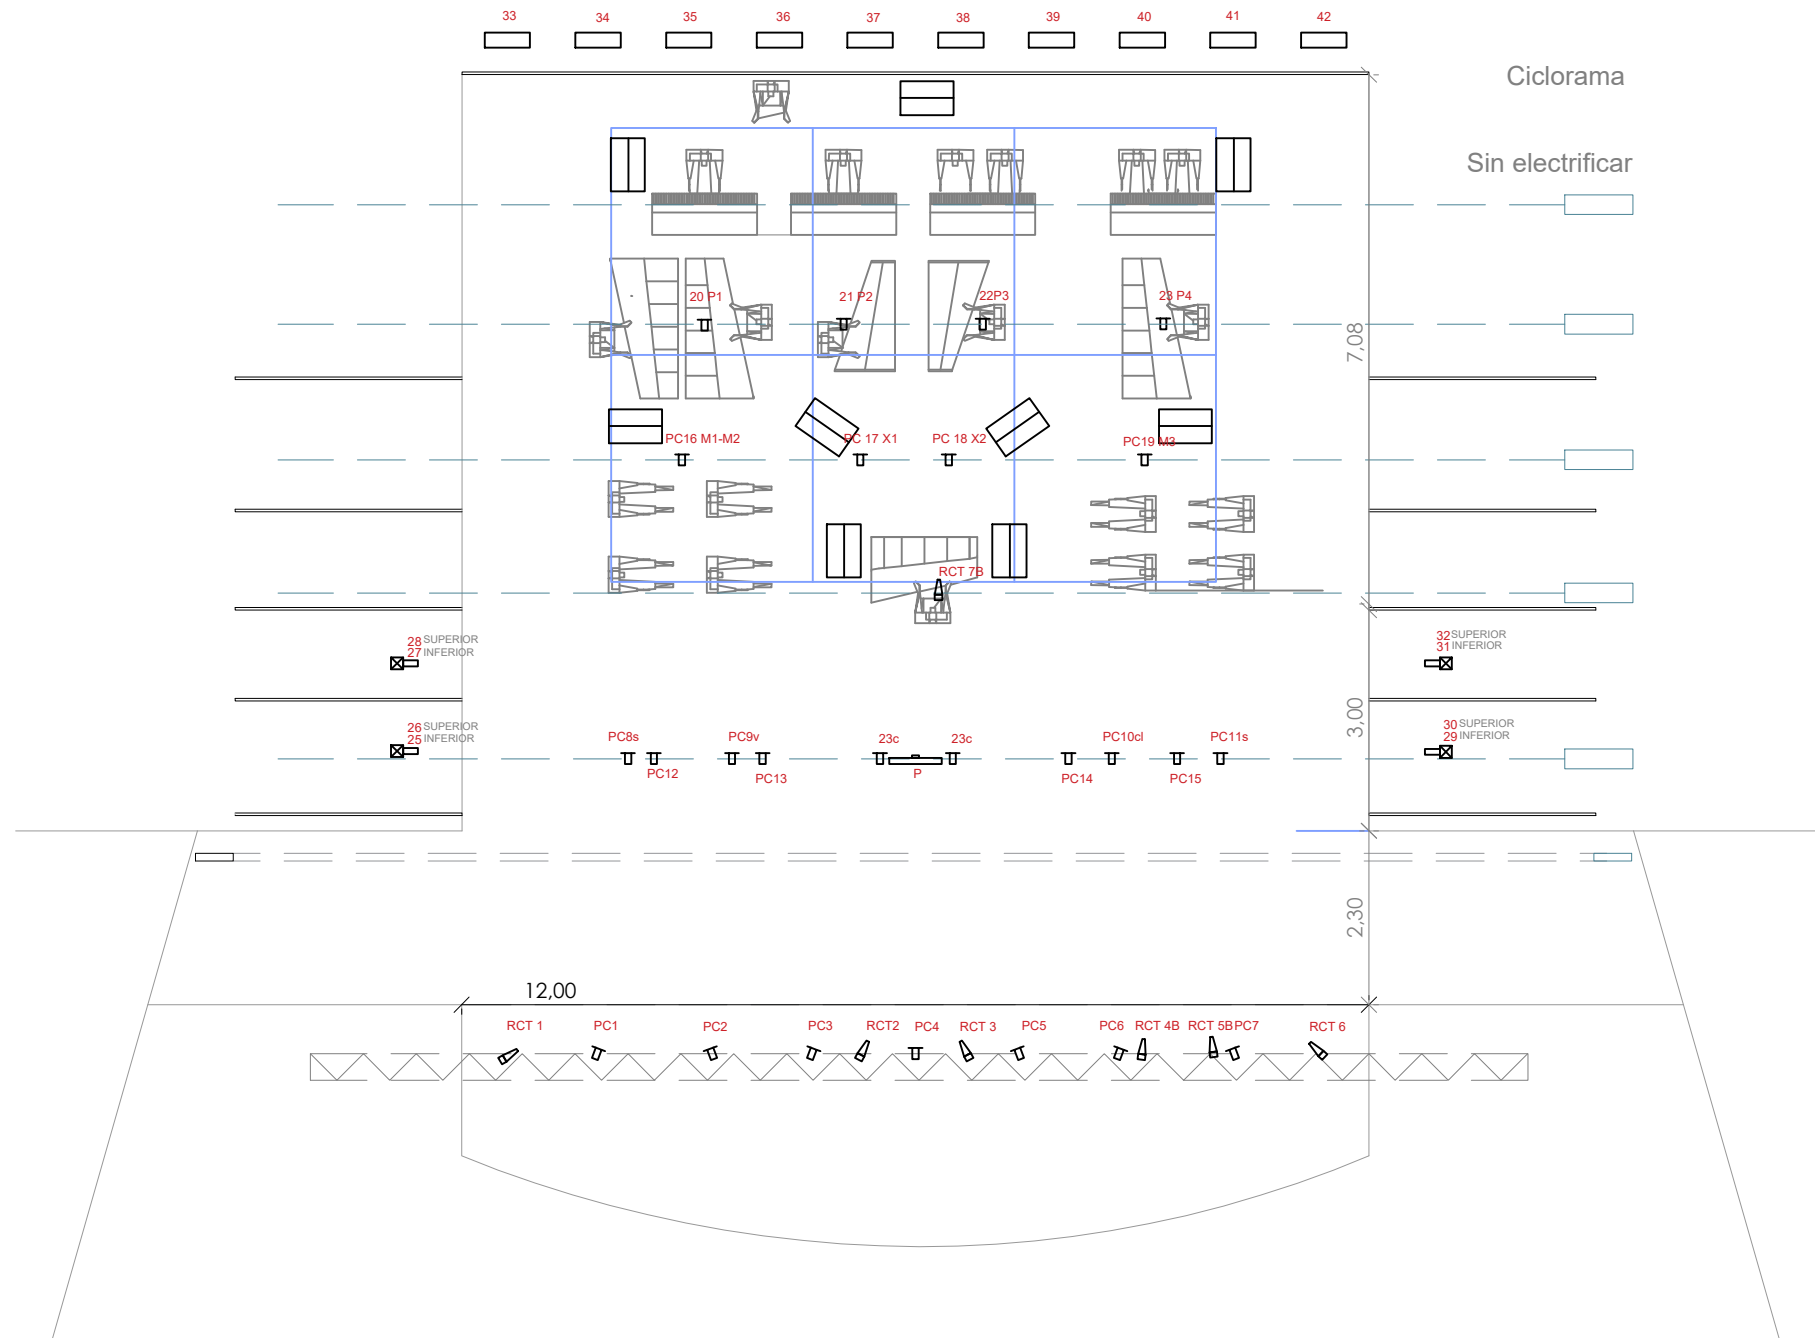 33 34 35 36 37 38 39 40 41 42
Ciclorama
Sin electrificar
20 P1 21 P2 22P3 23 P4
7,08
PC16 M1-M2 PC 17 X1 PC 18 X2 PC19 M3
RCT 7B
28 SUPERIOR
27 INFERIOR
32 SUPERIOR
31 INFERIOR
26 SUPERIOR
25 INFERIOR
30 SUPERIOR
29 INFERIOR
3,00
PC8s PC9v 23c 23c PC10cl PC11s
PC12 PC13 P PC14 PC15
2,30
12,00
RCT 1 PC1 PC2 PC3 RCT2 PC4 RCT 3 PC5 PC6 RCT 4B RCT 5B PC7 RCT 6